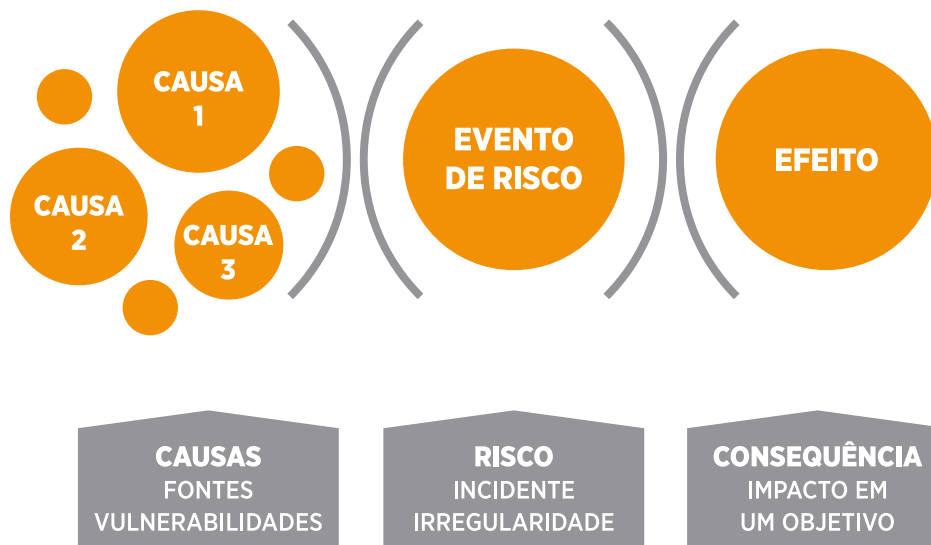 CAUSA
1
CAUSA
2
CAUSA
3
EVENTO
DE RISCO
EFEITO
CAUSAS
FONTES
VULNERABILIDADES
RISCO
INCIDENTE
IRREGULARIDADE
CONSEQUÊNCIA
IMPACTO EM
UM OBJETIVO